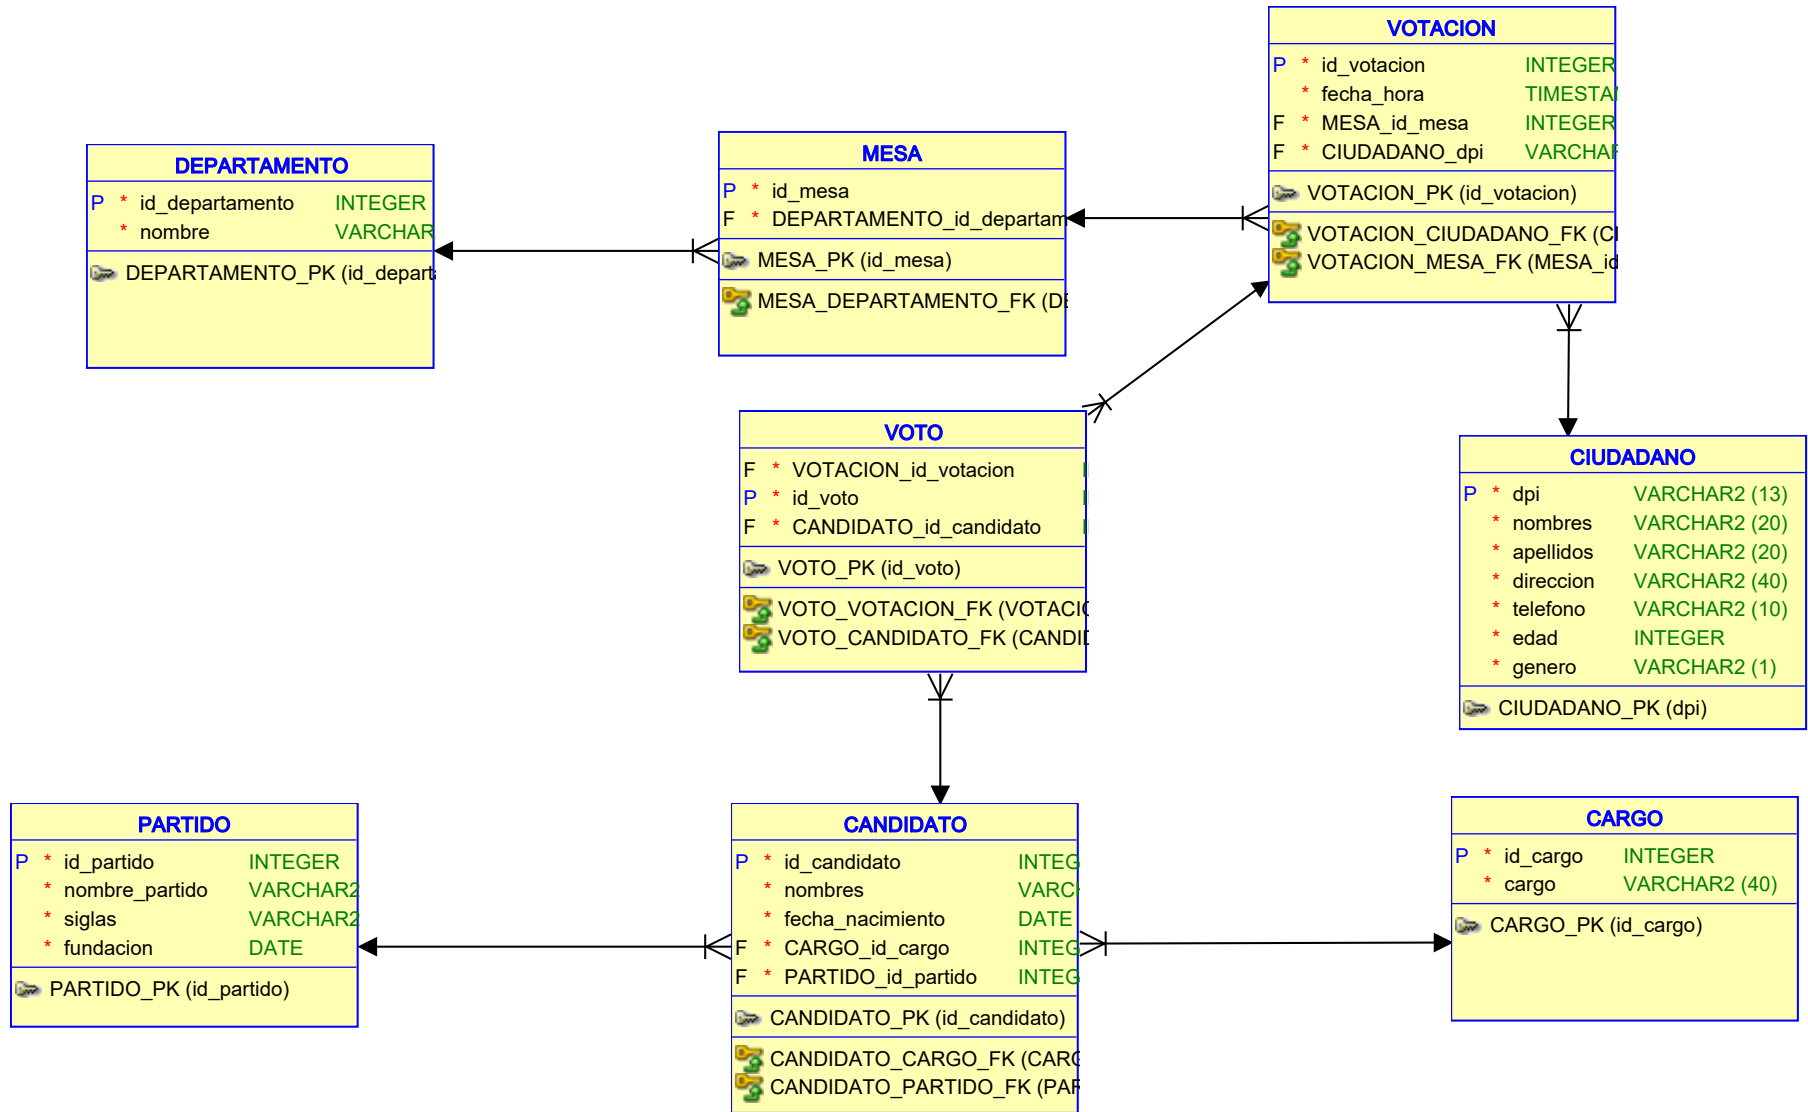 VOTACION
P * id_votacion INTEGER
* fecha_hora TIMESTA
F * MESA_id_mesa INTEGER
F * CIUDADANO_dpi VARCHAR
VOTACION_PK (id_votacion)
VOTACION_CIUDADANO_FK (CI
VOTACION_MESA_FK (MESA_id
DEPARTAMENTO
P * id_departamento INTEGER
* nombre VARCHAR
DEPARTAMENTO_PK (id_depart
MESA
P * id_mesa
F * DEPARTAMENTO_id_departam
MESA_PK (id_mesa)
MESA_DEPARTAMENTO_FK (DE
VOTO
F * VOTACION_id_votacion
P * id_voto
F * CANDIDATO_id_candidato
VOTO_PK (id_voto)
VOTO_VOTACION_FK (VOTACIO
VOTO_CANDIDATO_FK (CANDID
CIUDADANO
P * dpi VARCHAR2 (13)
* nombres VARCHAR2 (20)
* apellidos VARCHAR2 (20)
* direccion VARCHAR2 (40)
* telefono VARCHAR2 (10)
* edad INTEGER
* genero VARCHAR2 (1)
CIUDADANO_PK (dpi)
PARTIDO
P * id_partido INTEGER
* nombre_partido VARCHAR2
* siglas VARCHAR2
* fundacion DATE
PARTIDO_PK (id_partido)
CANDIDATO
P * id_candidato INTEG
* nombres VARC
* fecha_nacimiento DATE
F * CARGO_id_cargo INTEG
F * PARTIDO_id_partido INTEG
CANDIDATO_PK (id_candidato)
CANDIDATO_CARGO_FK (CARG
CANDIDATO_PARTIDO_FK (PAR
CARGO
P * id_cargo INTEGER
* cargo VARCHAR2 (40)
CARGO_PK (id_cargo)